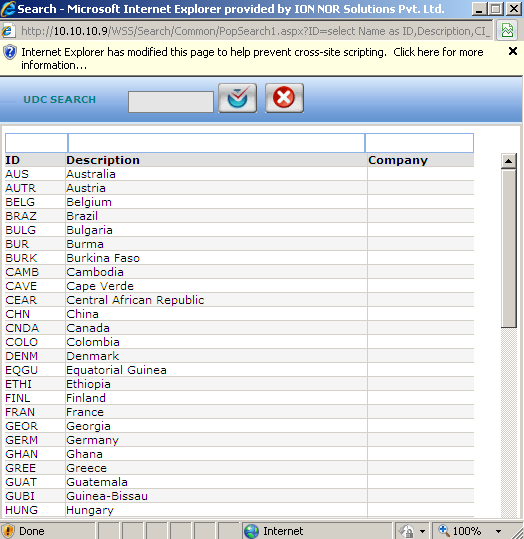 Search - Microsoft Internet Explorer provided by ION NOR Solutions Pvt. Ltd.
http://10.10.10.9/WSS/Search/Common/PopSearch1.aspx?ID=select Name as ID,Description,CI_
Internet Explorer has modified this page to help prevent cross-site scripting. Click here for more
information...
UDC SEARCH
ID Description Company
AUS Australia
AUTR Austria
BELG Belgium
BRAZ Brazil
BULG Bulgaria
BUR Burma
BURK Burkina Faso
CAMB Cambodia
CAVE Cape Verde
CEAR Central African Republic
CHN China
CNDA Canada
COLO Colombia
DENM Denmark
EQGU Equatorial Guinea
ETHI Ethiopia
FINL Finland
FRAN France
GEOR Georgia
GERM Germany
GHAN Ghana
GREE Greece
GUAT Guatemala
GUBI Guinea-Bissau
HUNG Hungary
Done Internet 100%